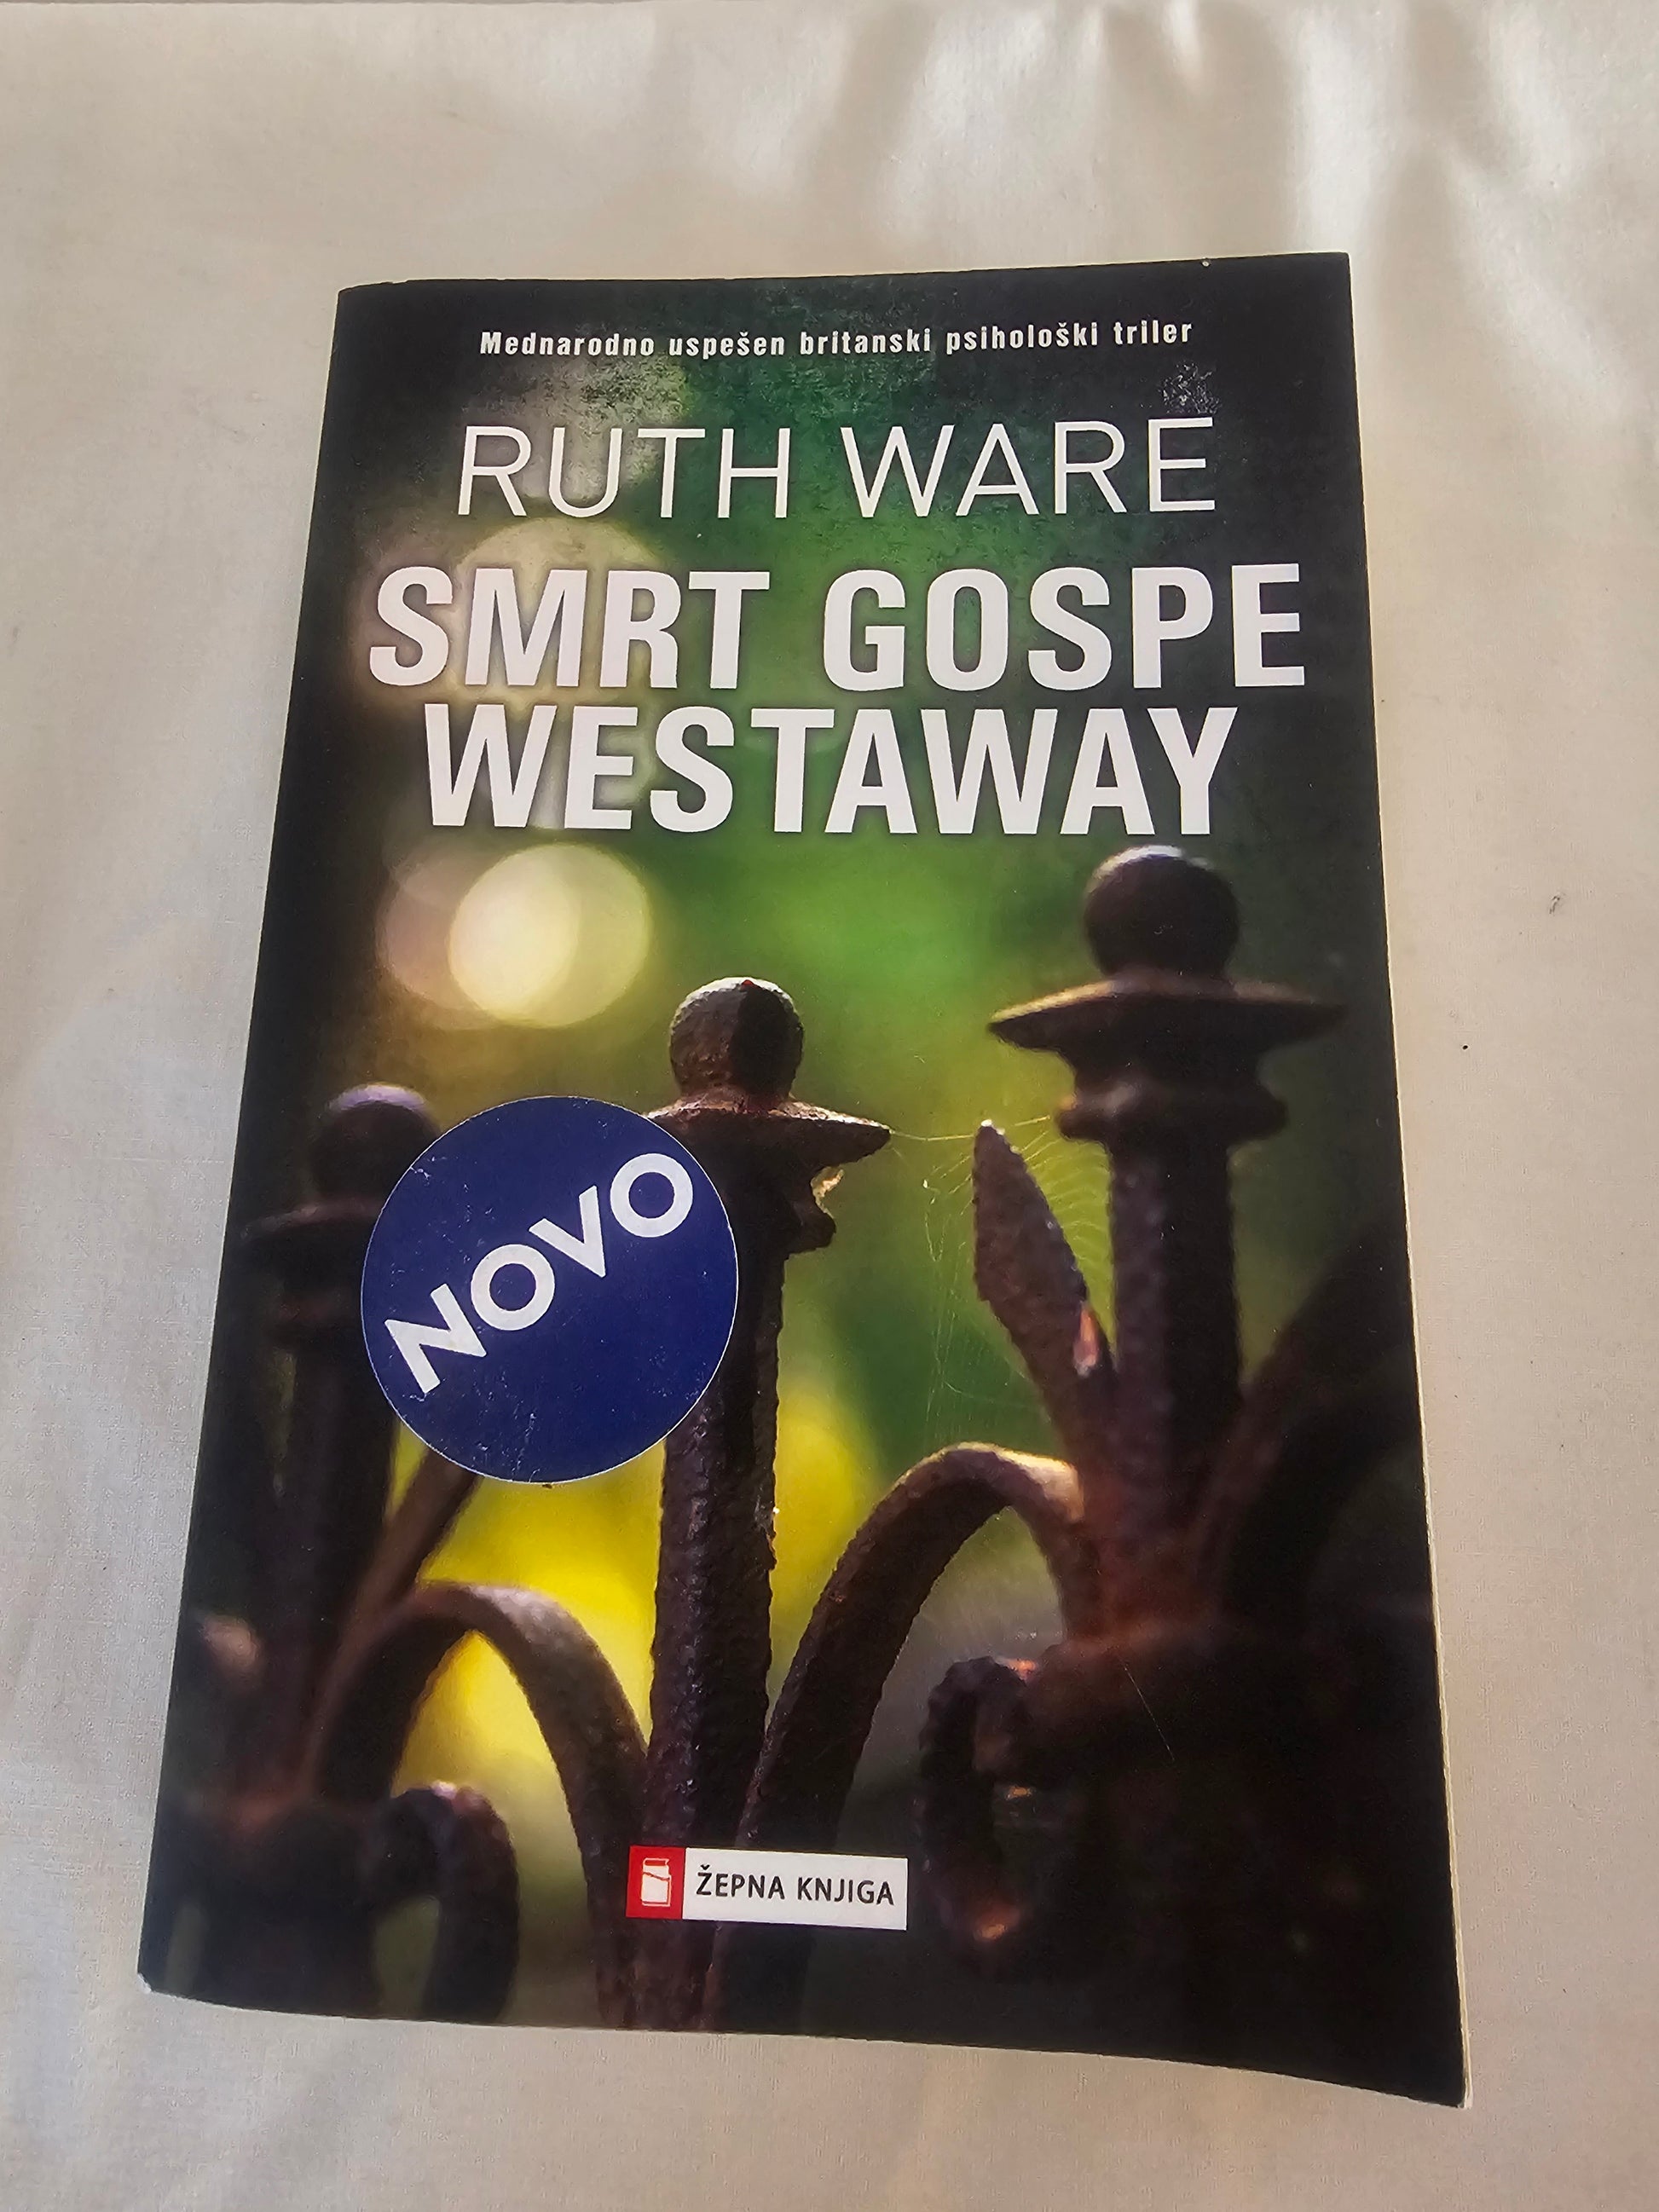 Mednarodno uspešen britanski psihološki triler
RUTH WARE
SMRT GOSPE
WESTAWAY
NOVO
ŽEPNA KNJIGA